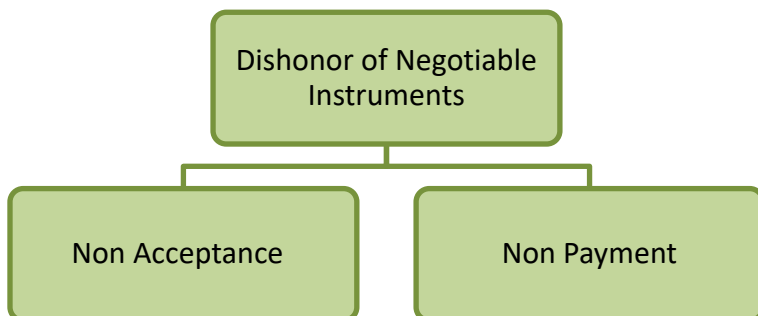 Dishonor of Negotiable
Instruments
Non Acceptance
Non Payment